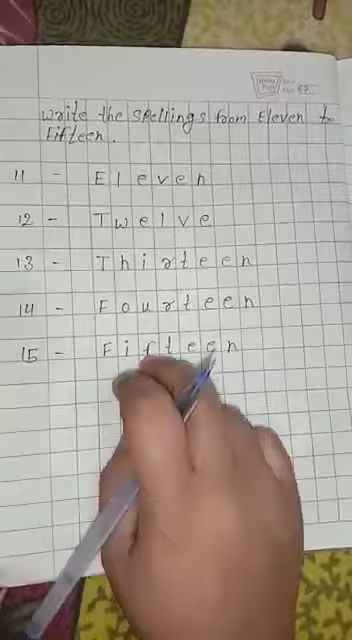 Write the Spellings from Eleven to
Fifteen.
11 - Eleven
12 - Twelve
13 - Thirteen
14 - Fourteen
15 - Fifteen